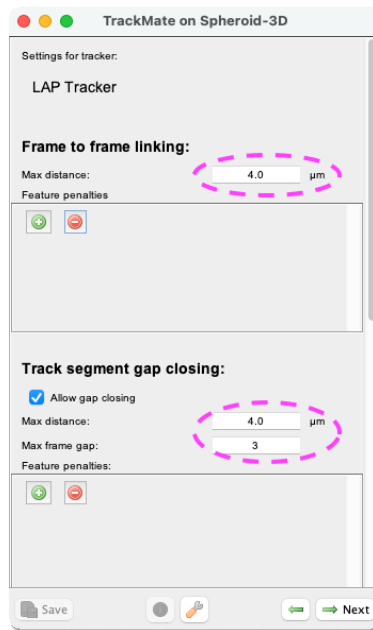 TrackMate on Spheroid-3D
Settings for tracker:
LAP Tracker
Frame to frame linking:
Max distance: 4.0 µm
Feature penalties
Track segment gap closing:
Allow gap closing
Max distance: 4.0 µm
Max frame gap: 3
Feature penalties:
Save Next